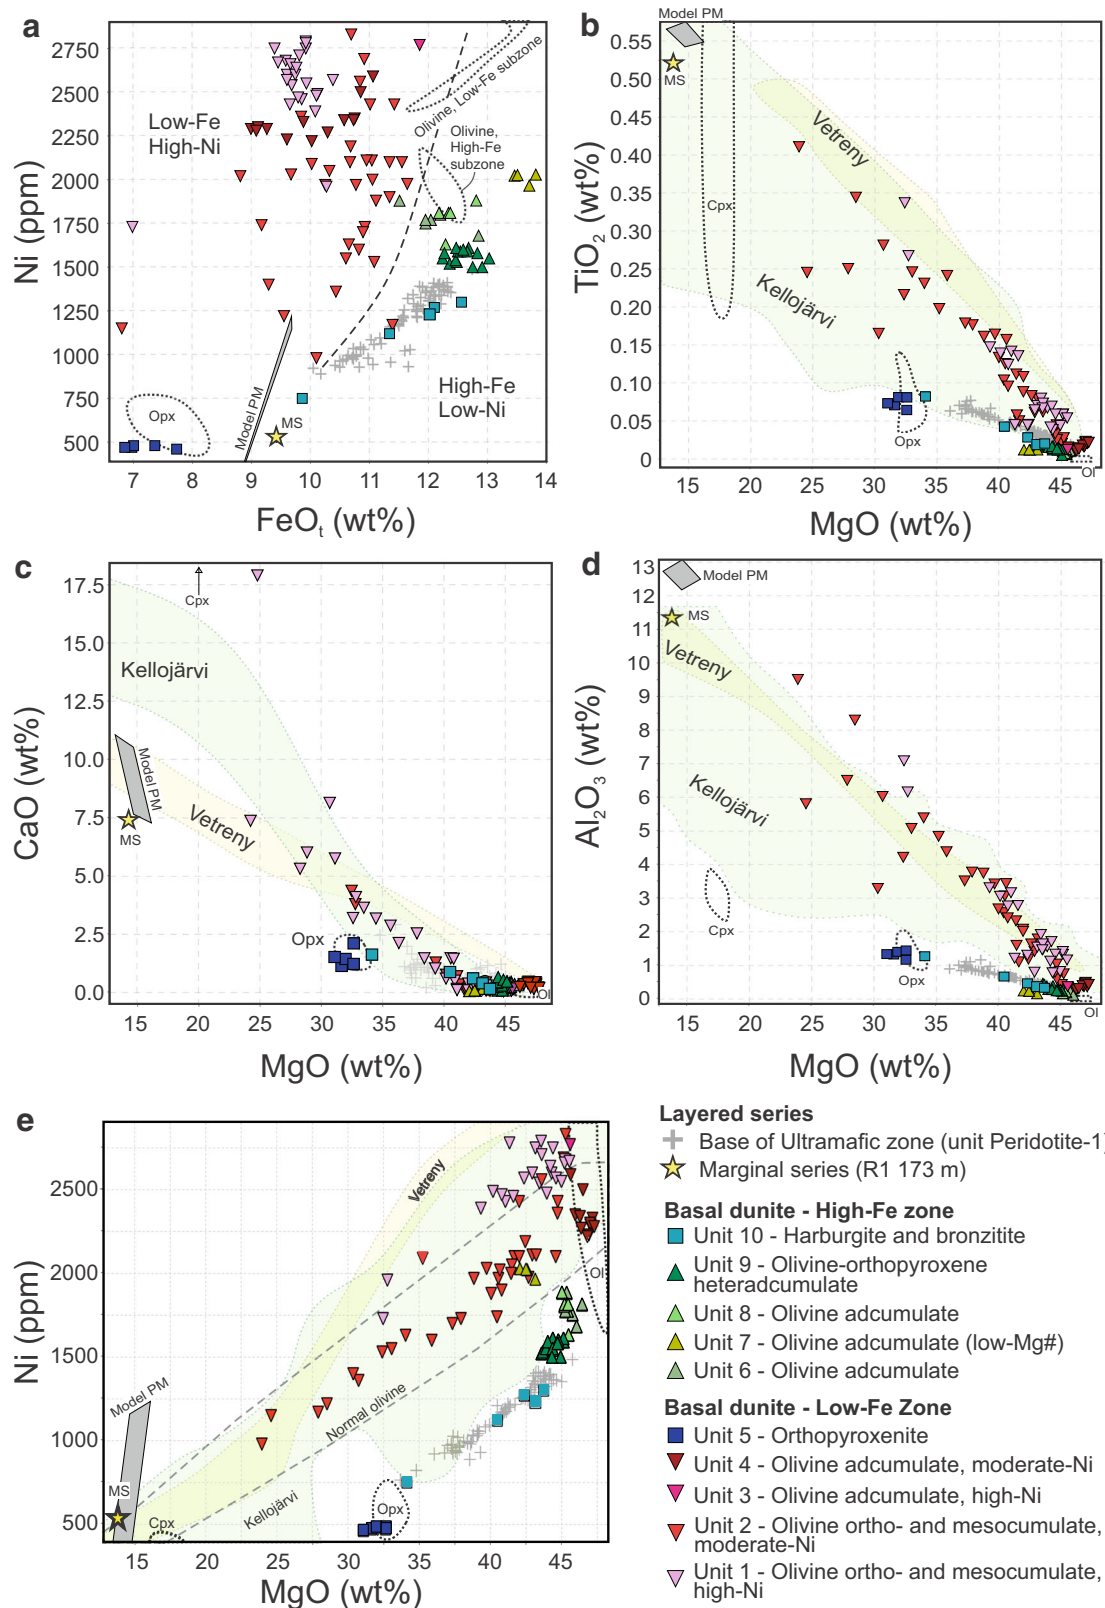 a
2750
2500
2250
2000
1750
1500
1250
1000
750
500
Ni (ppm)
Low-Fe
High-Ni
Olivine, Low-Fe subzone
Olivine,
High-Fe
subzone
High-Fe
Low-Ni
Opx
Model PM
MS
7 8 9 10 11 12 13 14
FeOt (wt%)
b
Model PM
MS
0.55
0.50
0.45
0.40
0.35
0.30
0.25
0.20
0.15
0.10
0.05
0
TiO2 (wt%)
Vetreny
Cpx
Kellojärvi
Opx
Ol
15 20 25 30 35 40 45
MgO (wt%)
c
17.5
15.0
12.5
10.0
7.5
5.0
2.5
0.0
CaO (wt%)
Cpx
Kellojärvi
Model PM
MS
Vetreny
Opx
Ol
15 20 25 30 35 40 45
MgO (wt%)
d
13
12
11
10
9
8
7
6
5
4
3
2
1
0
Al2O3 (wt%)
Model PM
MS
Vetreny
Kellojärvi
Cpx
Opx
Ol
15 20 25 30 35 40 45
MgO (wt%)
e
2500
2000
1500
1000
500
Ni (ppm)
Vetreny
Ol
Model PM
Normal olivine
MS
Cpx
Kellojärvi
Opx
15 20 25 30 35 40 45
MgO (wt%)
Layered series
Base of Ultramafic zone (unit Peridotite-1)
Marginal series (R1 173 m)
Basal dunite - High-Fe zone
Unit 10 - Harburgite and bronzitite
Unit 9 - Olivine-orthopyroxene
heteradcumulate
Unit 8 - Olivine adcumulate
Unit 7 - Olivine adcumulate (low-Mg#)
Unit 6 - Olivine adcumulate
Basal dunite - Low-Fe Zone
Unit 5 - Orthopyroxenite
Unit 4 - Olivine adcumulate, moderate-Ni
Unit 3 - Olivine adcumulate, high-Ni
Unit 2 - Olivine ortho- and mesocumulate,
moderate-Ni
Unit 1 - Olivine ortho- and mesocumulate,
high-Ni